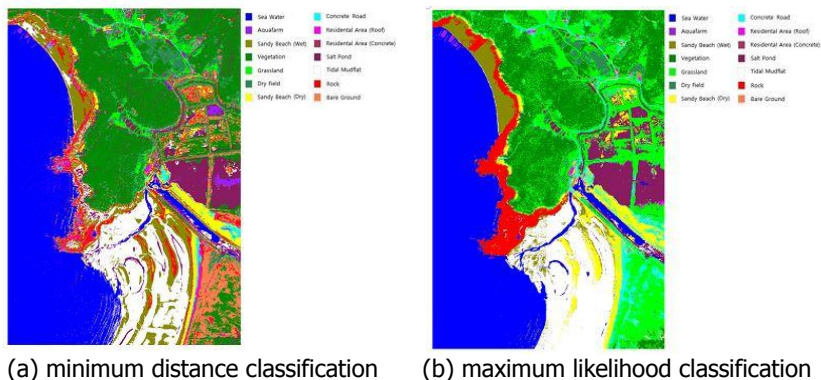 Sea Water Concrete Road
Aquafarm Residental Area (Roof)
Sandy Beach (Wet) Residental Area (Concrete)
Vegetation Salt Pond
Grassland Tidal Mudflat
Dry Field Rock
Sandy Beach (Dry) Bare Ground
Sea Water Concrete Road
Aquafarm Residental Area (Roof)
Sandy Beach (Wet) Residental Area (Concrete)
Vegetation Salt Pond
Grassland Tidal Mudflat
Dry Field Rock
Sandy Beach (Dry) Bare Ground
(a) minimum distance classification
(b) maximum likelihood classification